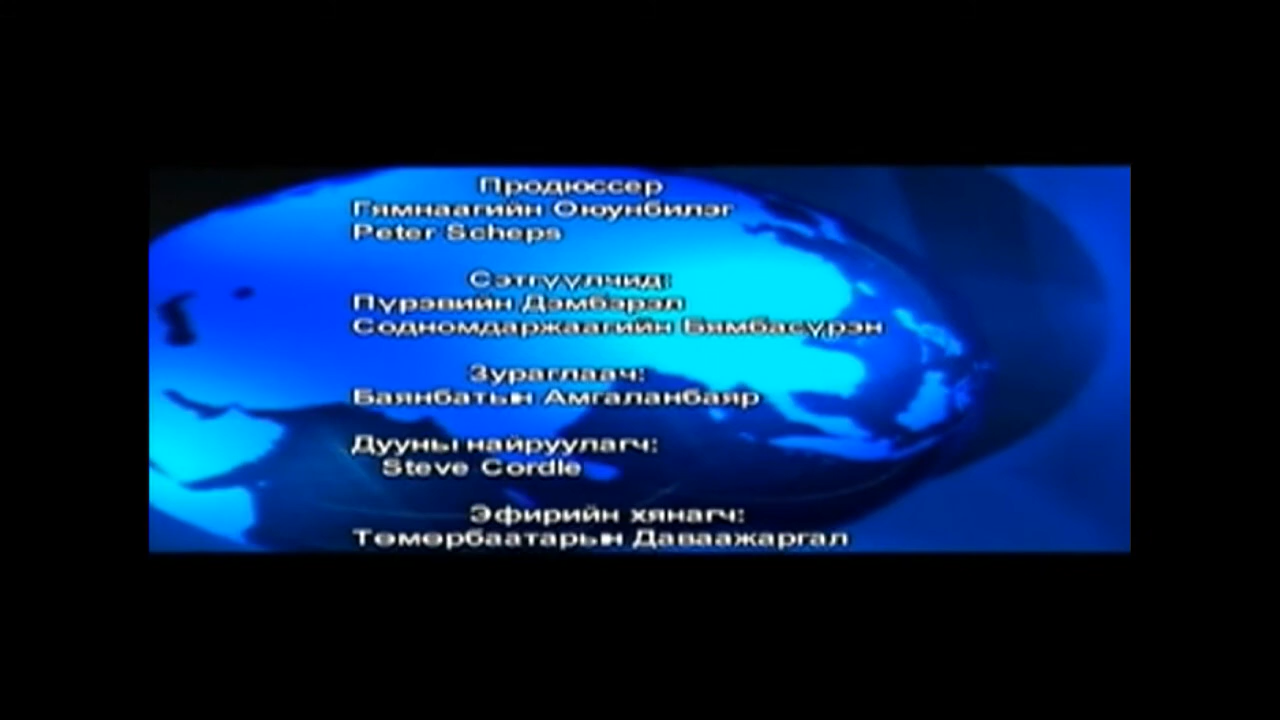 Продюссер
Гямнаагийн Оюунбилэг
Peter Scheps
Сэтгүүлчид:
Пүрэвийн Дэмбэрэл
Содномдаржаагийн Бямбасүрэн
Зураглаач:
Баянбатын Амгаланбаяр
Дууны найруулагч:
Steve Cordle
Эфирийн хянагч:
Төмөрбаатарын Даваажаргал